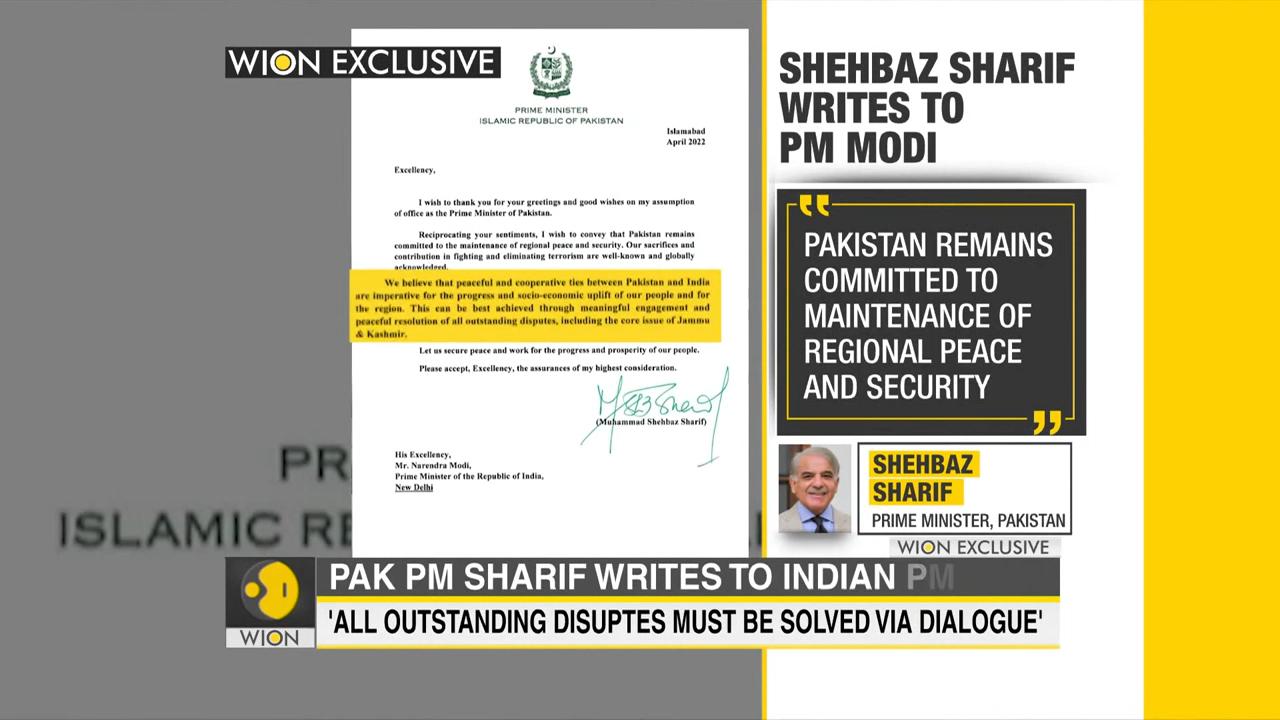 WION EXCLUSIVE
PRIME MINISTER
ISLAMIC REPUBLIC OF PAKISTAN
Islamabad
April 2022
Excellency,
I wish to thank you for your greetings and good wishes on my assumption
of office as the Prime Minister of Pakistan.
Reciprocating your sentiments, I wish to convey that Pakistan remains
committed to the maintenance of regional peace and security. Our sacrifices and
contribution in fighting and eliminating terrorism are well-known and globally
acknowledged.
We believe that peaceful and cooperative ties between Pakistan and India
are imperative for the progress and socio-economic uplift of our people and for
the region. This can be best achieved through meaningful engagement and
peaceful resolution of all outstanding disputes, including the core issue of Jammu
& Kashmir.
Let us secure peace and work for the progress and prosperity of our people.
Please accept, Excellency, the assurances of my highest consideration.
(Muhammad Shehbaz Sharif)
His Excellency,
Mr. Narendra Modi,
Prime Minister of the Republic of India,
New Delhi
SHEHBAZ SHARIF
WRITES TO
PM MODI
PAKISTAN REMAINS
COMMITTED TO
MAINTENANCE OF
REGIONAL PEACE
AND SECURITY
SHEHBAZ
SHARIF
PRIME MINISTER, PAKISTAN
WION EXCLUSIVE
PR
ISLAMIC RE
PAK PM SHARIF WRITES TO INDIAN PM
'ALL OUTSTANDING DISUPTES MUST BE SOLVED VIA DIALOGUE'
WION